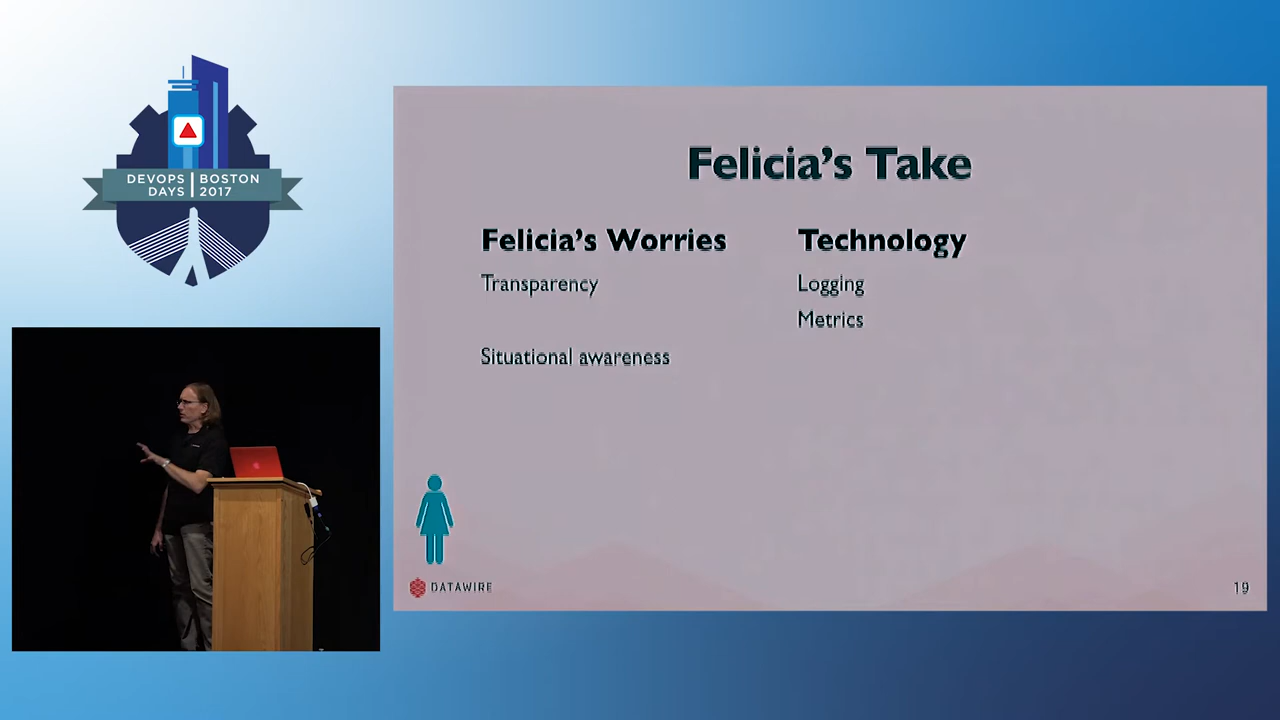 DEVOPS BOSTON
DAYS 2017
Felicia's Take
Felicia's Worries Technology
Transparency Logging
Metrics
Situational awareness
DATAWIRE
19